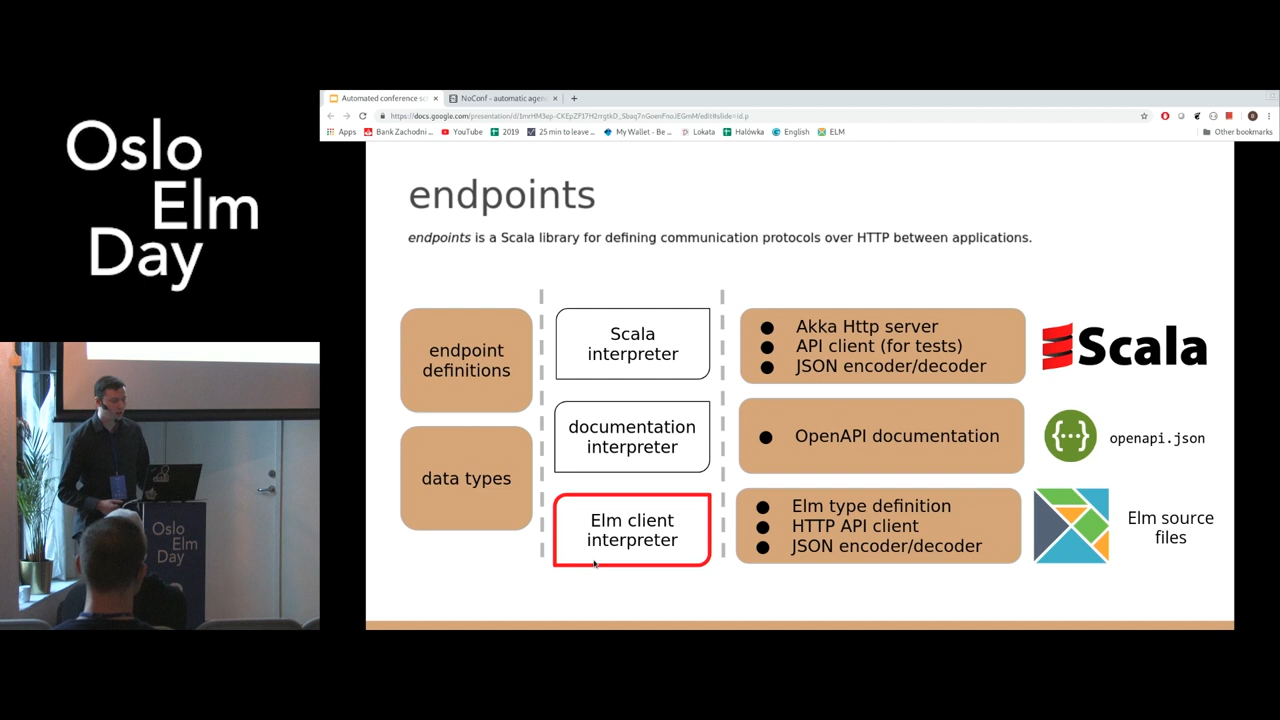 Oslo
Elm
Day
Automated conference sc
NoConf - automatic agen
Apps
Bank Zachodni ...
YouTube
2019
25 min to leave ...
My Wallet - Be ...
Lokata
Halówka
English
ELM
Other bookmarks
endpoints
endpoints is a Scala library for defining communication protocols over HTTP between applications.
endpoint
definitions
data types
Scala
interpreter
documentation
interpreter
Elm client
interpreter
● Akka Http server
● API client (for tests)
● JSON encoder/decoder
● OpenAPI documentation
● Elm type definition
● HTTP API client
● JSON encoder/decoder
Scala
{···}
openapi.json
Elm source
files
Oslo
Elm
Day